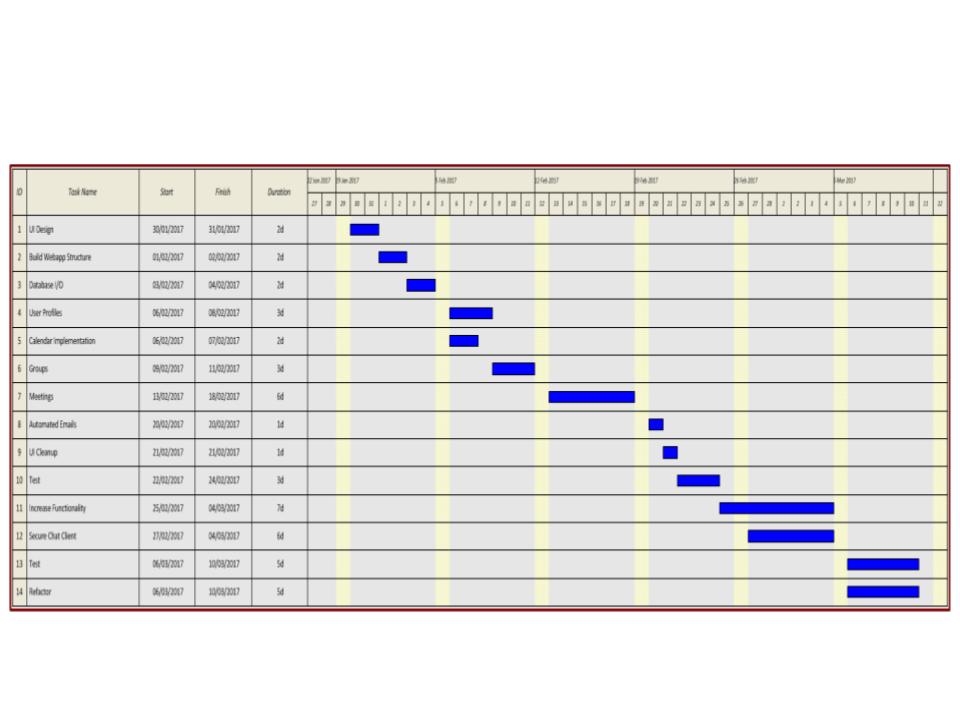 ID Task Name Start Finish Duration 22 Jan 2017 29 Jan 2017 5 Feb 2017 12 Feb 2017 19 Feb 2017 26 Feb 2017 5 Mar 2017
27 28 29 30 31 1 2 3 4 5 6 7 8 9 10 11 12 13 14 15 16 17 18 19 20 21 22 23 24 25 26 27 28 1 2 3 4 5 6 7 8 9 10 11 12
1 UI Design 30/01/2017 31/01/2017 2d
2 Build Webapp Structure 01/02/2017 02/02/2017 2d
3 Database I/O 03/02/2017 04/02/2017 2d
4 User Profiles 06/02/2017 08/02/2017 3d
5 Calendar Implementation 06/02/2017 07/02/2017 2d
6 Groups 09/02/2017 11/02/2017 3d
7 Meetings 13/02/2017 18/02/2017 6d
8 Automated Emails 20/02/2017 20/02/2017 1d
9 UI Cleanup 21/02/2017 21/02/2017 1d
10 Test 22/02/2017 24/02/2017 3d
11 Increase Functionality 25/02/2017 04/03/2017 7d
12 Secure Chat Client 27/02/2017 04/03/2017 6d
13 Test 06/03/2017 10/03/2017 5d
14 Refactor 06/03/2017 10/03/2017 5d